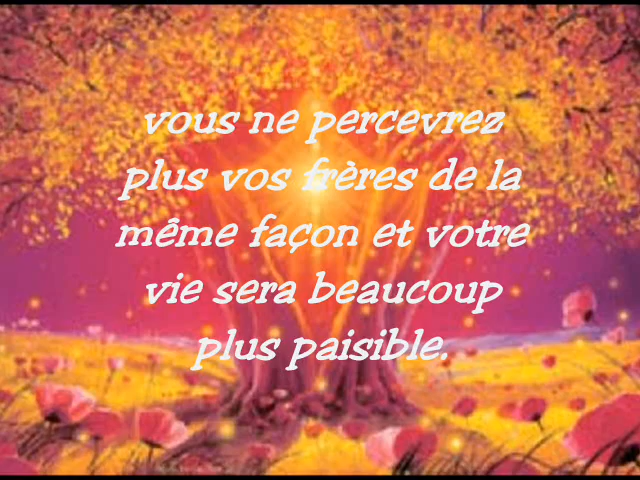 vous ne percevrez
plus vos frères de la
même façon et votre
vie sera beaucoup
plus paisible.